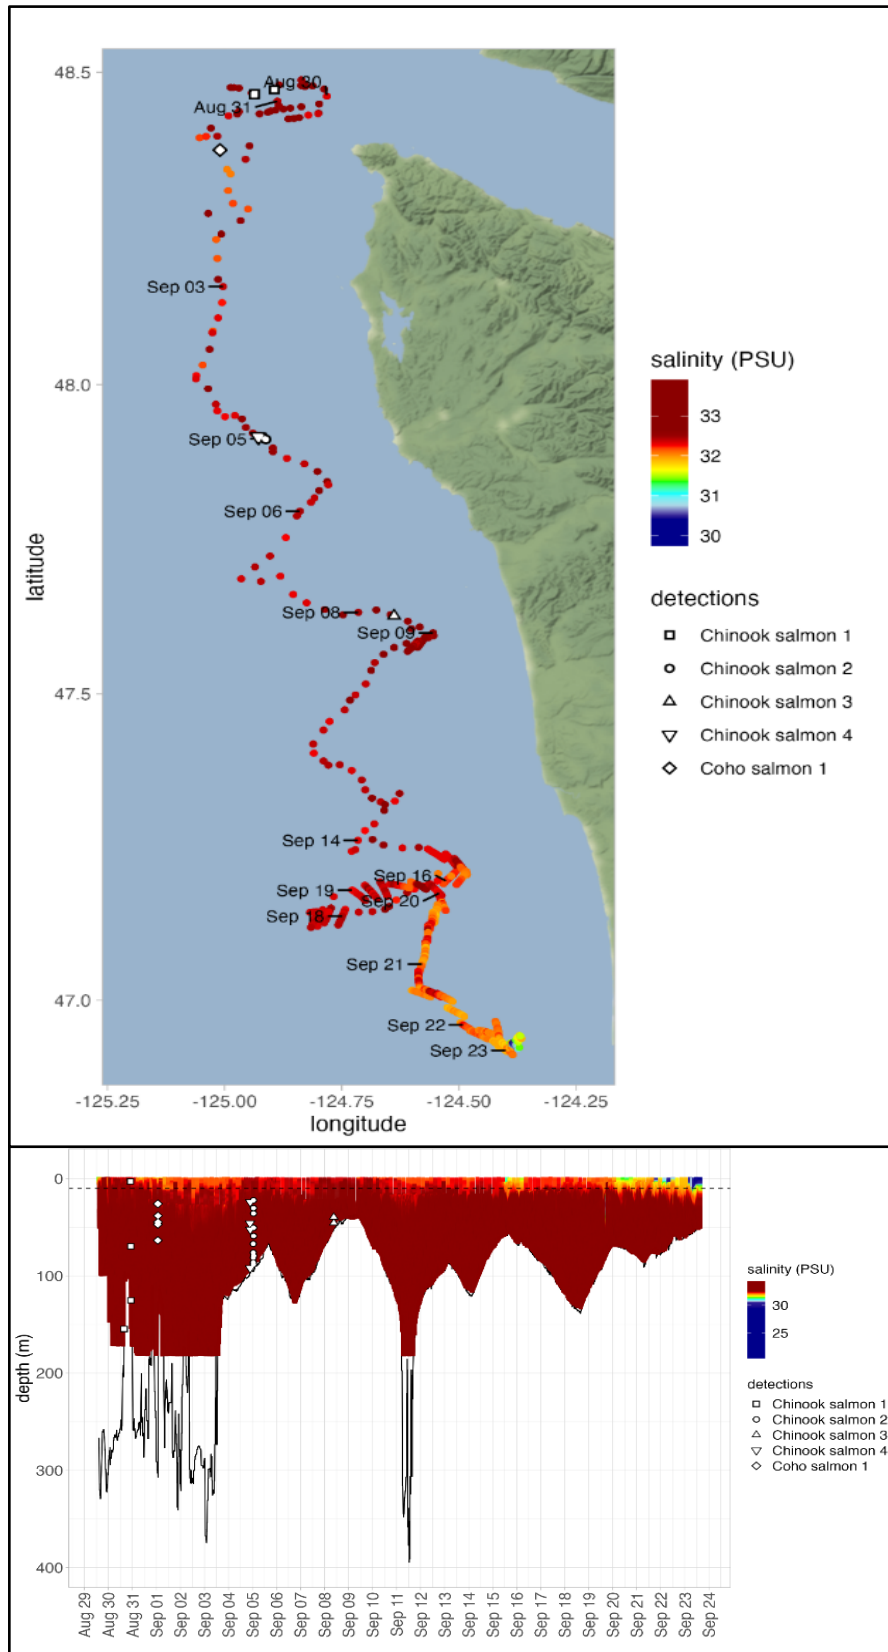 48.5
48.0
47.5
47.0
latitude
-125.25
-125.00
-124.75
-124.50
-124.25
longitude
Aug 30
Aug 31
Sep 03
Sep 05
Sep 06
Sep 08
Sep 09
Sep 14
Sep 16
Sep 19
Sep 20
Sep 18
Sep 21
Sep 22
Sep 23
salinity (PSU)
33
32
31
30
detections
Chinook salmon 1
Chinook salmon 2
Chinook salmon 3
Chinook salmon 4
Coho salmon 1
0
100
200
300
400
depth (m)
Aug 29
Aug 30
Aug 31
Sep 01
Sep 02
Sep 03
Sep 04
Sep 05
Sep 06
Sep 07
Sep 08
Sep 09
Sep 10
Sep 11
Sep 12
Sep 13
Sep 14
Sep 15
Sep 16
Sep 17
Sep 18
Sep 19
Sep 20
Sep 21
Sep 22
Sep 23
Sep 24
salinity (PSU)
30
25
detections
Chinook salmon 1
Chinook salmon 2
Chinook salmon 3
Chinook salmon 4
Coho salmon 1